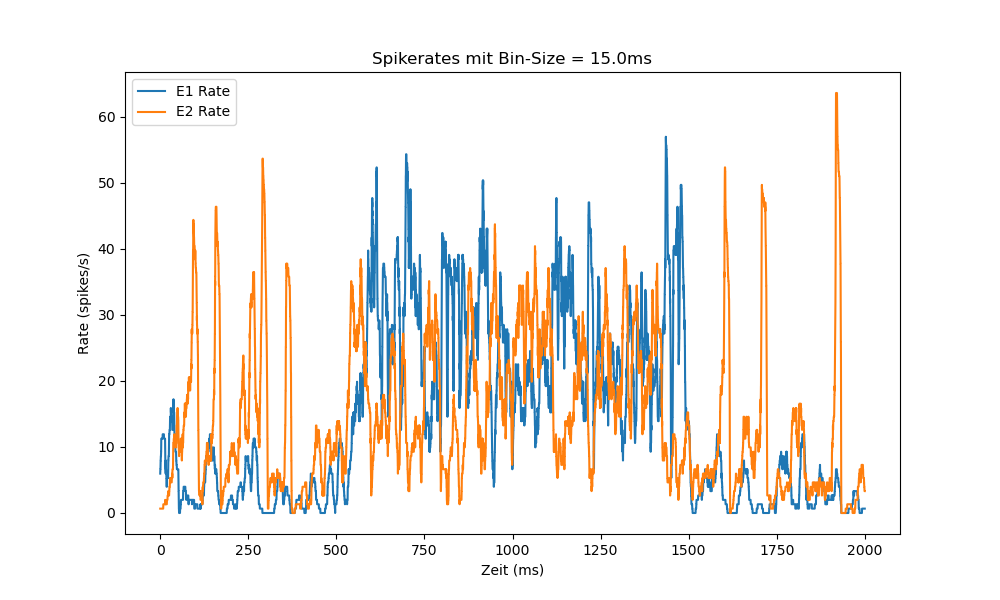 Spikerates mit Bin-Size = 15.0ms
E1 Rate
E2 Rate
Rate (spikes/s)
60
50
40
30
20
10
0
0 250 500 750 1000 1250 1500 1750 2000
Zeit (ms)